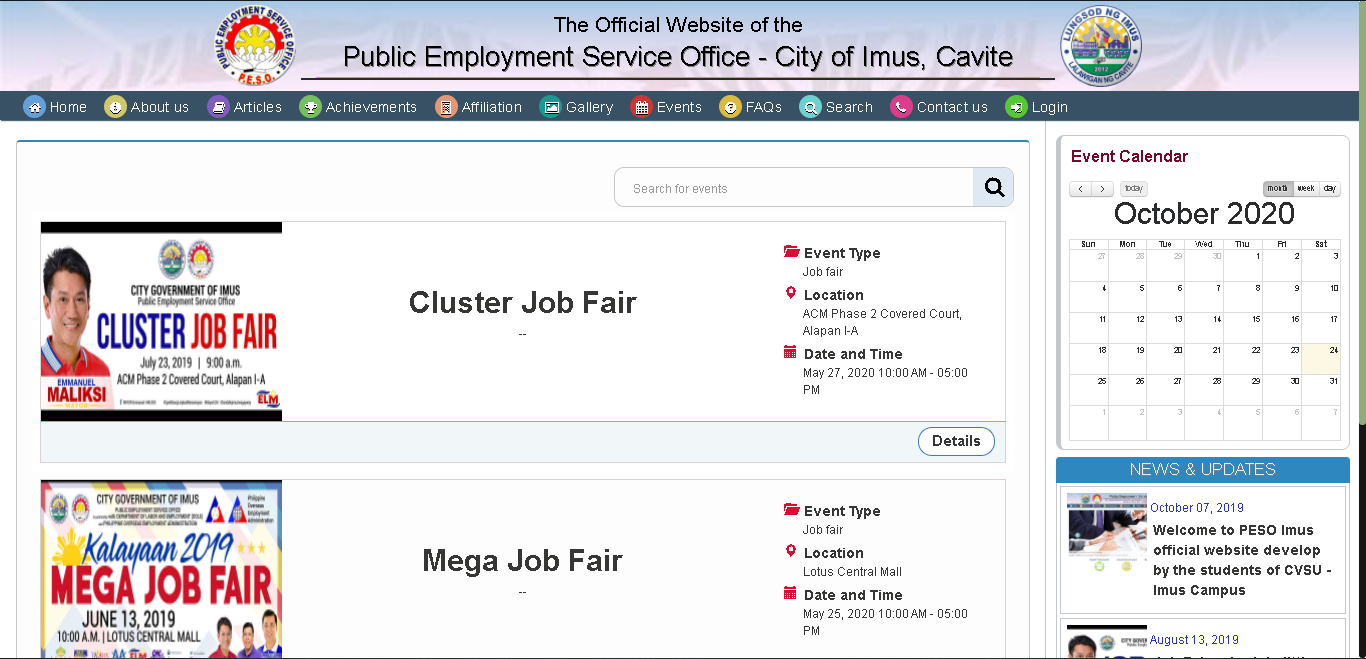 PUBLIC EMPLOYMENT SERVICE OFFICE
P.E.S.O.
The Official Website of the
Public Employment Service Office - City of Imus, Cavite
LUNGSOD NG IMUS
LALAWIGAN NG CAVITE
2012
Home
About us
Articles
Achievements
Affiliation
Gallery
Events
FAQs
Search
Contact us
Login
Search for events
CITY GOVERNMENT OF IMUS
Public Employment Service Office
CLUSTER JOB FAIR
July 23, 2019 | 9:00 a.m.
ACM Phase 2 Covered Court, Alapan I-A
EMMANUEL
MALIKSI
MAYOR
ELM
Cluster Job Fair
--
Event Type
Job fair
Location
ACM Phase 2 Covered Court,
Alapan I-A
Date and Time
May 27, 2020 10:00 AM - 05:00
PM
Details
CITY GOVERNMENT OF IMUS
PUBLIC EMPLOYMENT SERVICE OFFICE
Philippine
Overseas
Employment
Administration
Kalayaan 2019
MEGA JOB FAIR
JUNE 13, 2019
10:00 A.M. | LOTUS CENTRAL MALL
Mega Job Fair
--
Event Type
Job fair
Location
Lotus Central Mall
Date and Time
May 25, 2020 10:00 AM - 05:00
PM
Event Calendar
today
month week day
October 2020
Sun Mon Tue Wed Thu Fri Sat
27 28 29 30 1 2 3
4 5 6 7 8 9 10
11 12 13 14 15 16 17
18 19 20 21 22 23 24
25 26 27 28 29 30 31
1 2 3 4 5 6 7
NEWS & UPDATES
October 07, 2019
Welcome to PESO Imus
official website develop
by the students of CVSU -
Imus Campus
August 13, 2019